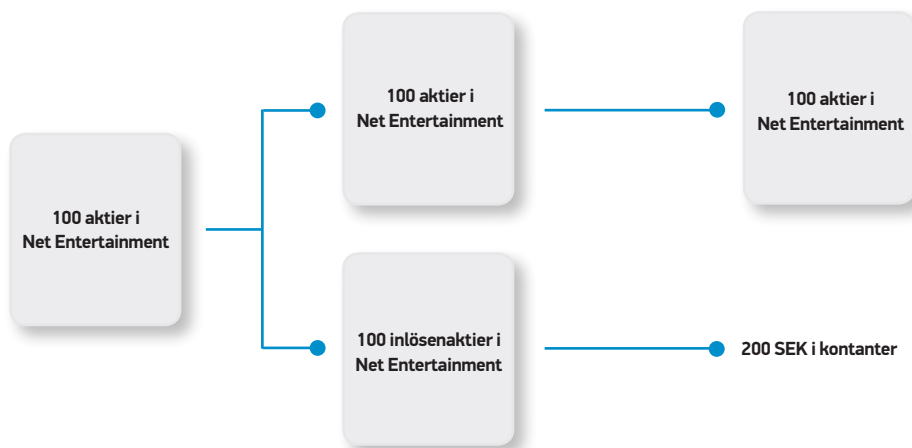 100 aktier i
Net Entertainment
100 aktier i
Net Entertainment
100 aktier i
Net Entertainment
100 inlösenaktier i
Net Entertainment
200 SEK i kontanter